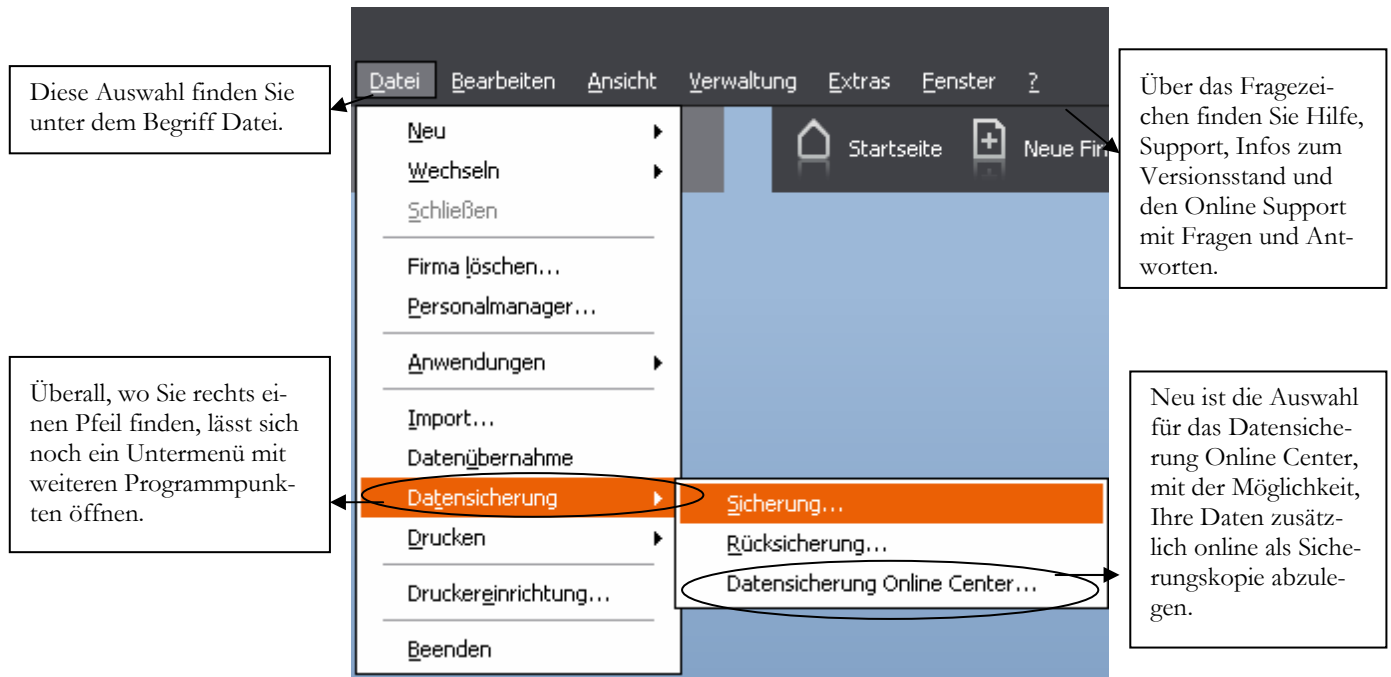 Datei Bearbeiten Ansicht Verwaltung Extras Fenster ?
Startseite Neue Fir
Diese Auswahl finden Sie
unter dem Begriff Datei.
Neu
Wechseln
Schließen
Firma löschen...
Personalmanager...
Anwendungen
Import...
Datenübernahme
Datensicherung
Drucken
Druckereinrichtung...
Beenden
Sicherung...
Rücksicherung...
Datensicherung Online Center...
Überall, wo Sie rechts ei-
nen Pfeil finden, lässt sich
noch ein Untermenü mit
weiteren Programmpunk-
ten öffnen.
Über das Fragezei-
chen finden Sie Hilfe,
Support, Infos zum
Versionsstand und
den Online Support
mit Fragen und Ant-
worten.
Neu ist die Auswahl
für das Datensiche-
rung Online Center,
mit der Möglichkeit,
Ihre Daten zusätz-
lich online als Siche-
rungskopie abzule-
gen.